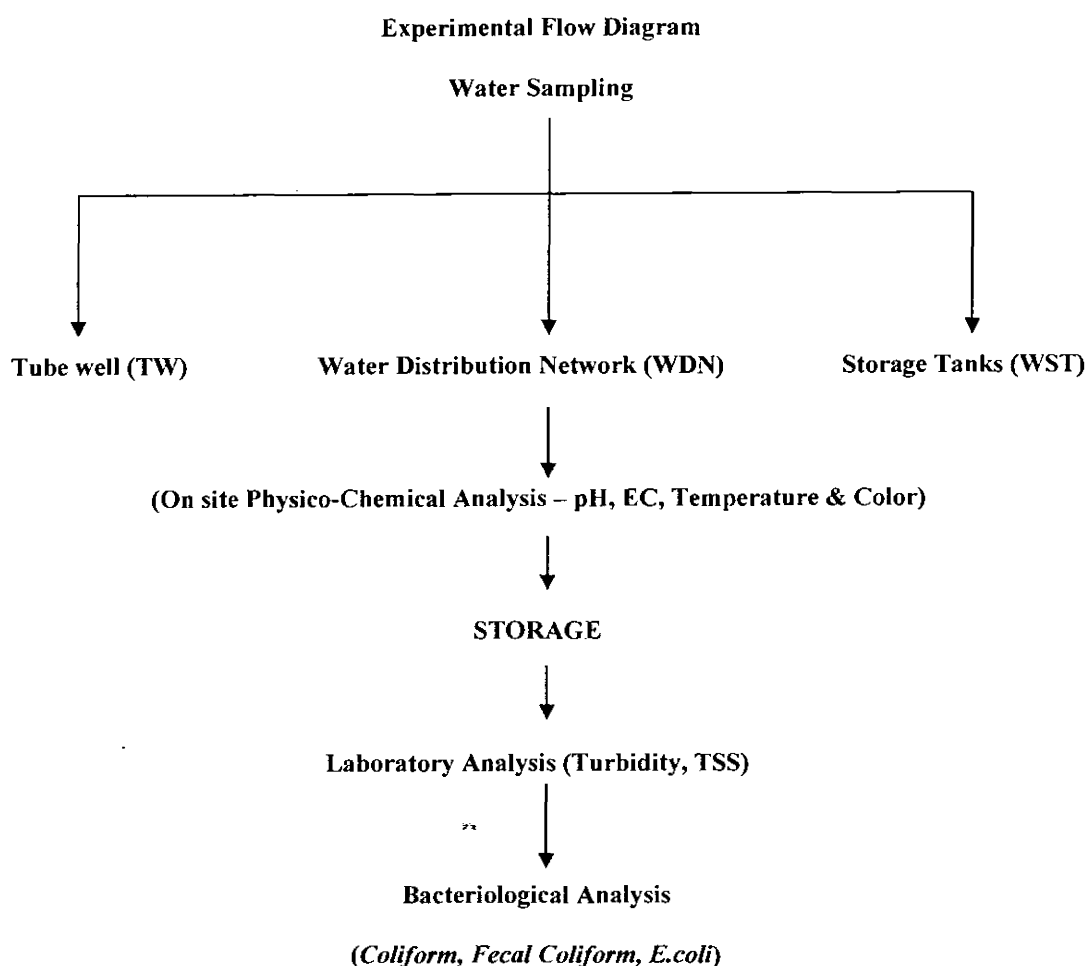 Experimental Flow Diagram
Water Sampling
Tube well (TW)
Water Distribution Network (WDN)
Storage Tanks (WST)
(On site Physico-Chemical Analysis – pH, EC, Temperature & Color)
STORAGE
Laboratory Analysis (Turbidity, TSS)
Bacteriological Analysis
(Coliform, Fecal Coliform, E.coli)